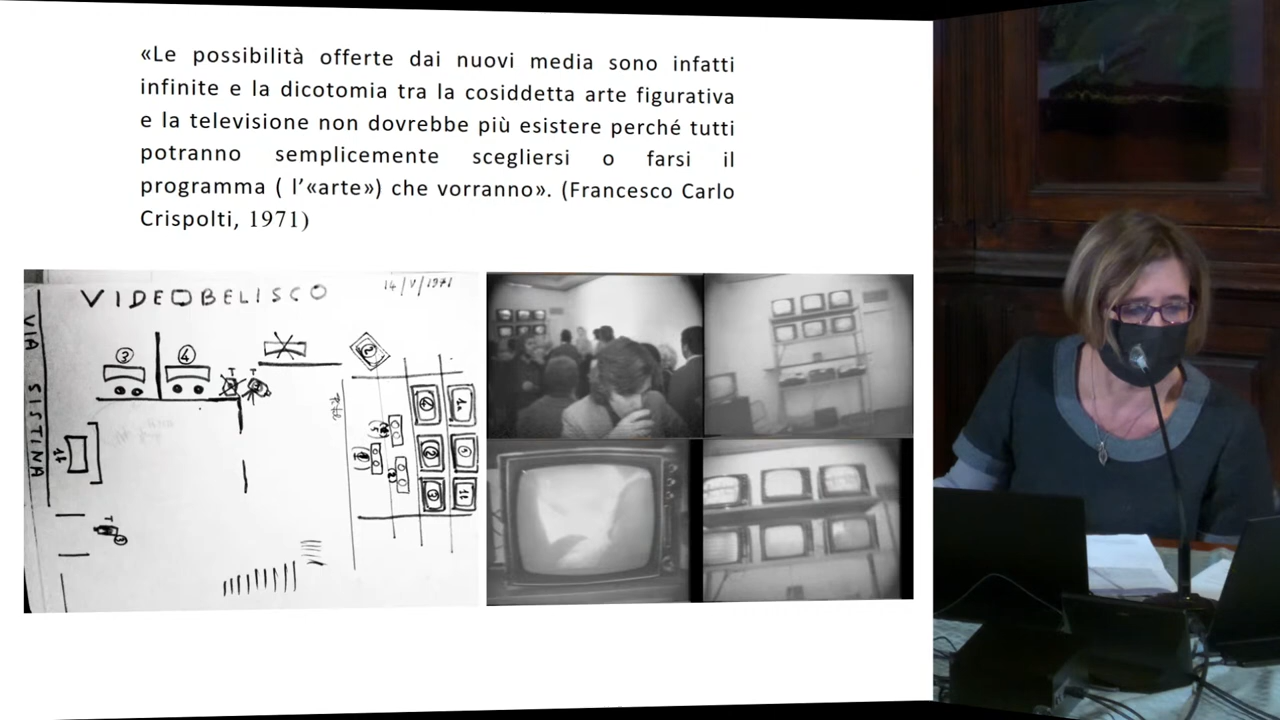 «Le possibilità offerte dai nuovi media sono infatti
infinite e la dicotomia tra la cosiddetta arte figurativa
e la televisione non dovrebbe più esistere perché tutti
potranno semplicemente scegliersi o farsi il
programma ( l’«arte») che vorranno». (Francesco Carlo
Crispolti, 1971)
VIDEOBELISCO
14/V/1971
VIA SISTINA
3
4
T
T
T